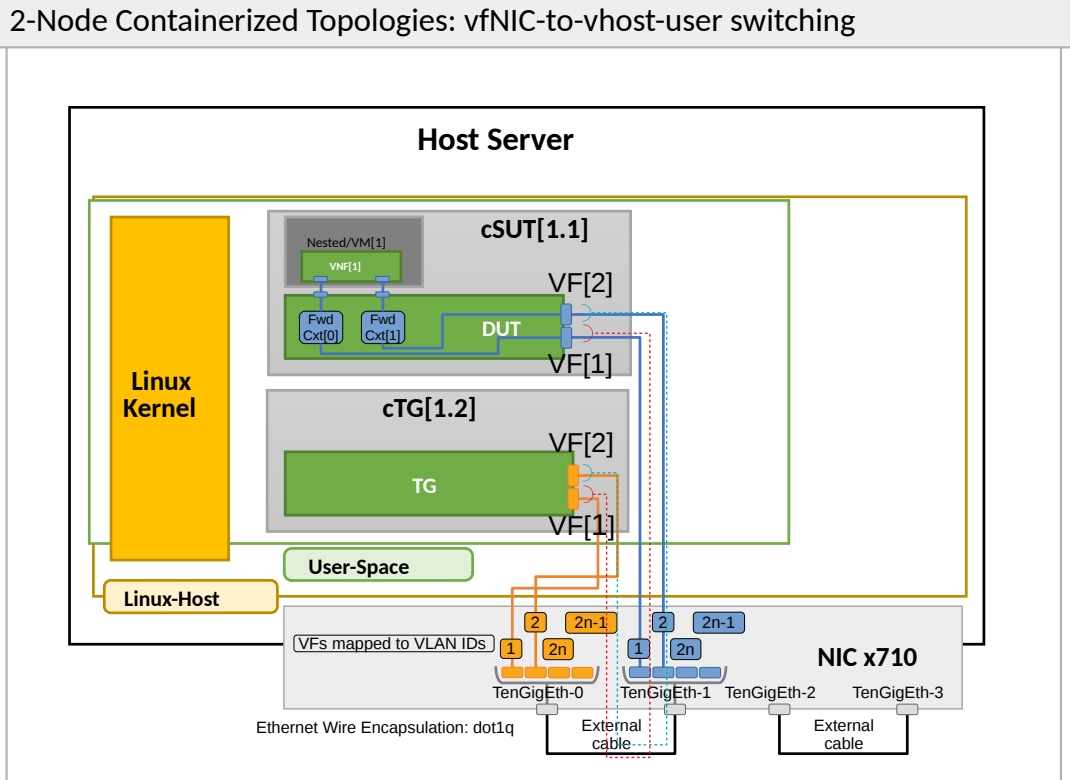 2-Node Containerized Topologies: vfNIC-to-vhost-user switching
Host Server
cSUT[1.1]
Nested/VM[1]
VNF[1]
VF[2]
Fwd
Cxt[0]
Fwd
Cxt[1]
DUT
VF[1]
Linux
Kernel
cTG[1.2]
VF[2]
TG
VF[1]
User-Space
Linux-Host
2
2n-1
2
2n-1
VFs mapped to VLAN IDs
1
2n
1
2n
NIC x710
TenGigEth-0
TenGigEth-1
TenGigEth-2
TenGigEth-3
Ethernet Wire Encapsulation: dot1q
External
cable
External
cable